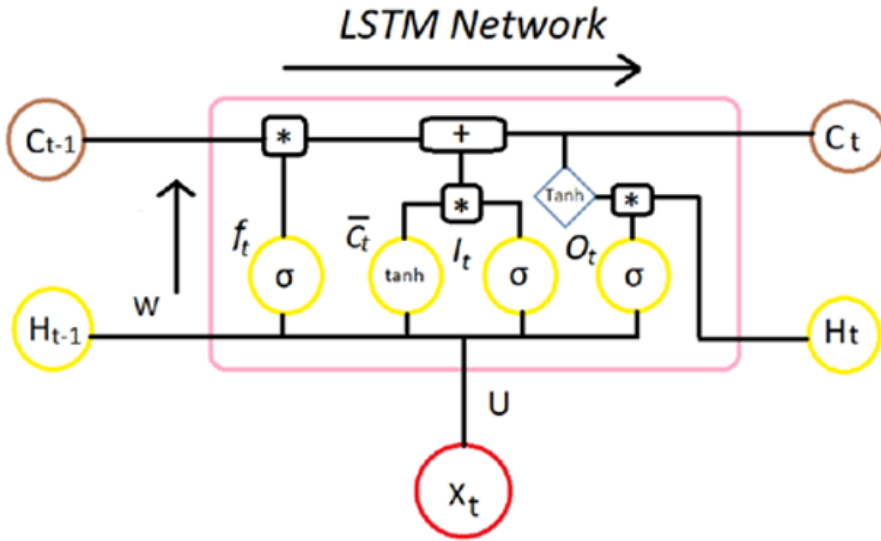 LSTM Network
Ct-1 * + Ct
Tanh *
ft C̅t It Ot
σ tanh σ σ
W
Ht-1 Ht
U
xt